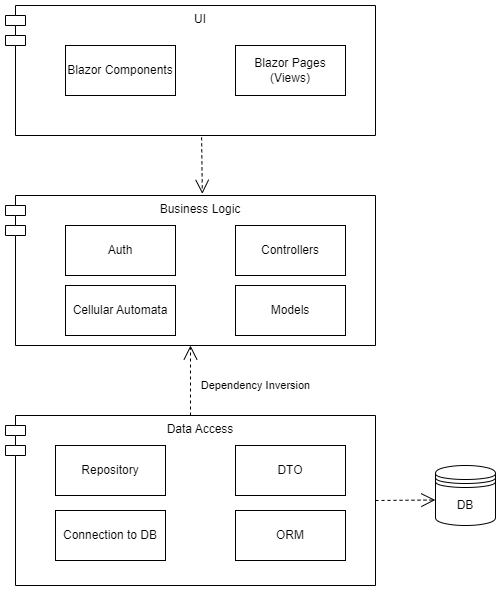 UI
Blazor Components
Blazor Pages
(Views)
Business Logic
Auth
Controllers
Cellular Automata
Models
Dependency Inversion
Data Access
Repository
DTO
Connection to DB
ORM
DB